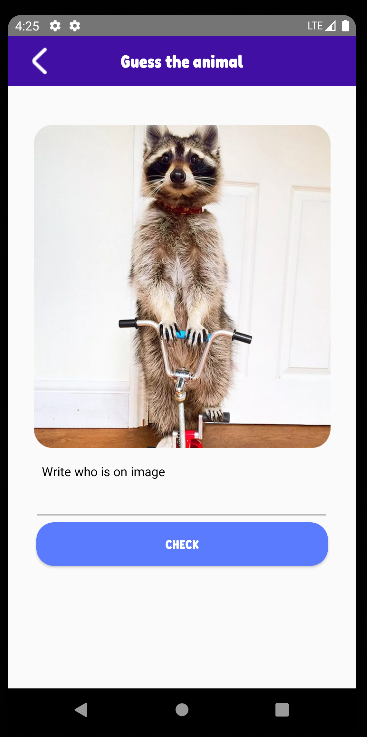 4:25 LTE
Guess the animal
Write who is on image
CHECK